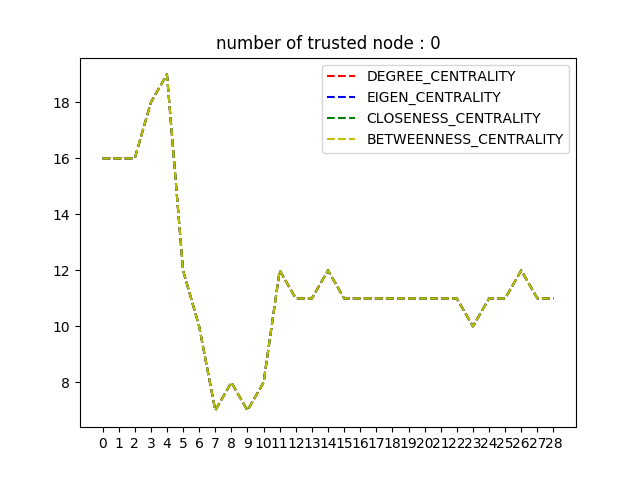 number of trusted node : 0
DEGREE_CENTRALITY
EIGEN_CENTRALITY
CLOSENESS_CENTRALITY
BETWEENNESS_CENTRALITY
18
16
14
12
10
8
0 1 2 3 4 5 6 7 8 9 10 11 12 13 14 15 16 17 18 19 20 21 22 23 24 25 26 27 28